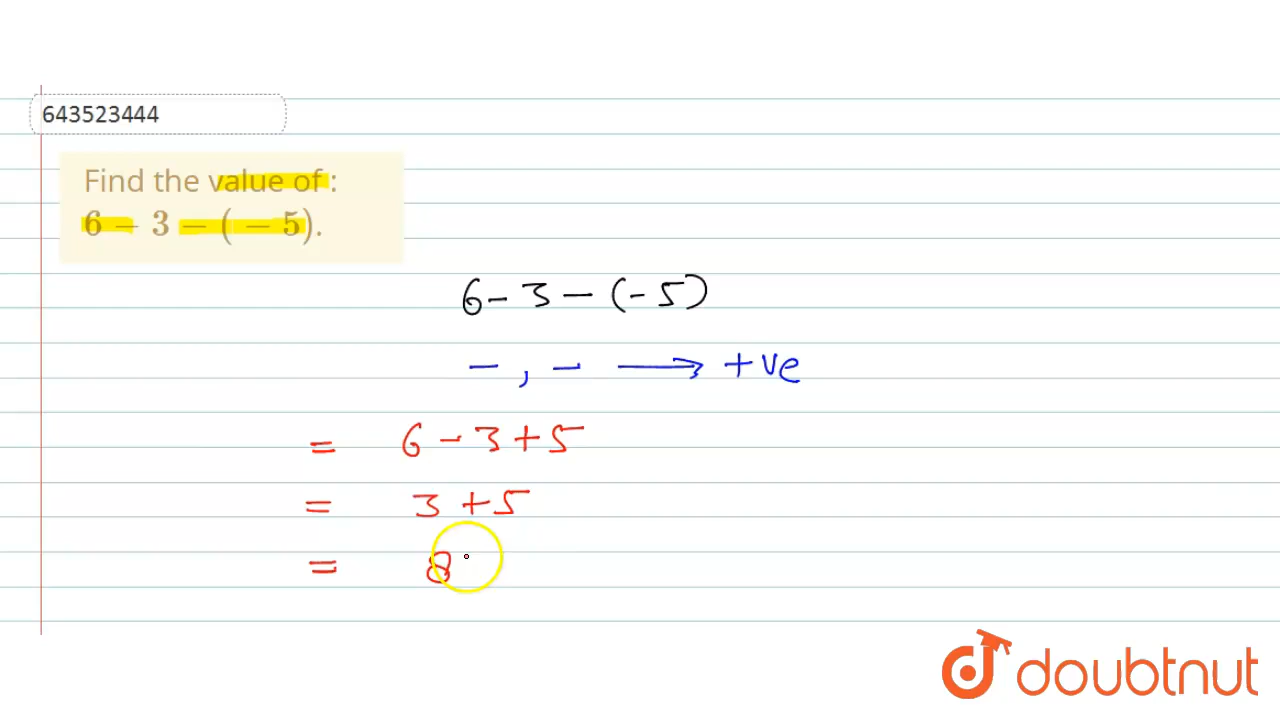 643523444
Find the value of :
6 − 3 − ( − 5).
6 - 3 - (- 5)
- , - ⟶ +ve
= 6 - 3 + 5
= 3 + 5
= 8
doubtnut